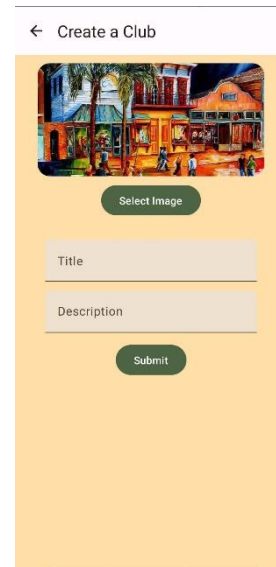 Create a Club
Select Image
Title
Description
Submit